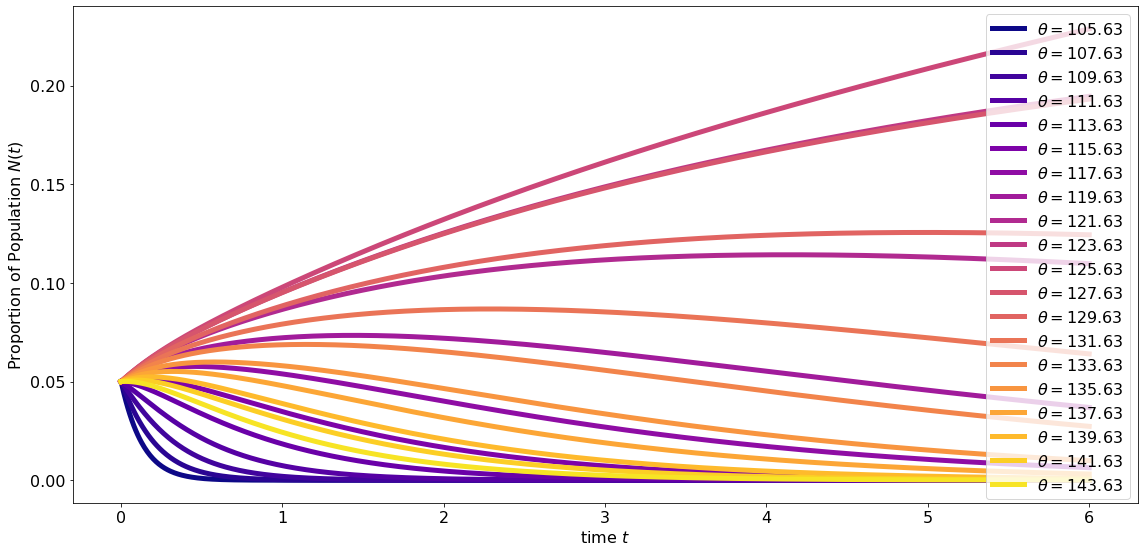 Proportion of Population N(t)
0.20
0.15
0.10
0.05
0.00
0 1 2 3 4 5 6
time t
θ = 105.63
θ = 107.63
θ = 109.63
θ = 111.63
θ = 113.63
θ = 115.63
θ = 117.63
θ = 119.63
θ = 121.63
θ = 123.63
θ = 125.63
θ = 127.63
θ = 129.63
θ = 131.63
θ = 133.63
θ = 135.63
θ = 137.63
θ = 139.63
θ = 141.63
θ = 143.63